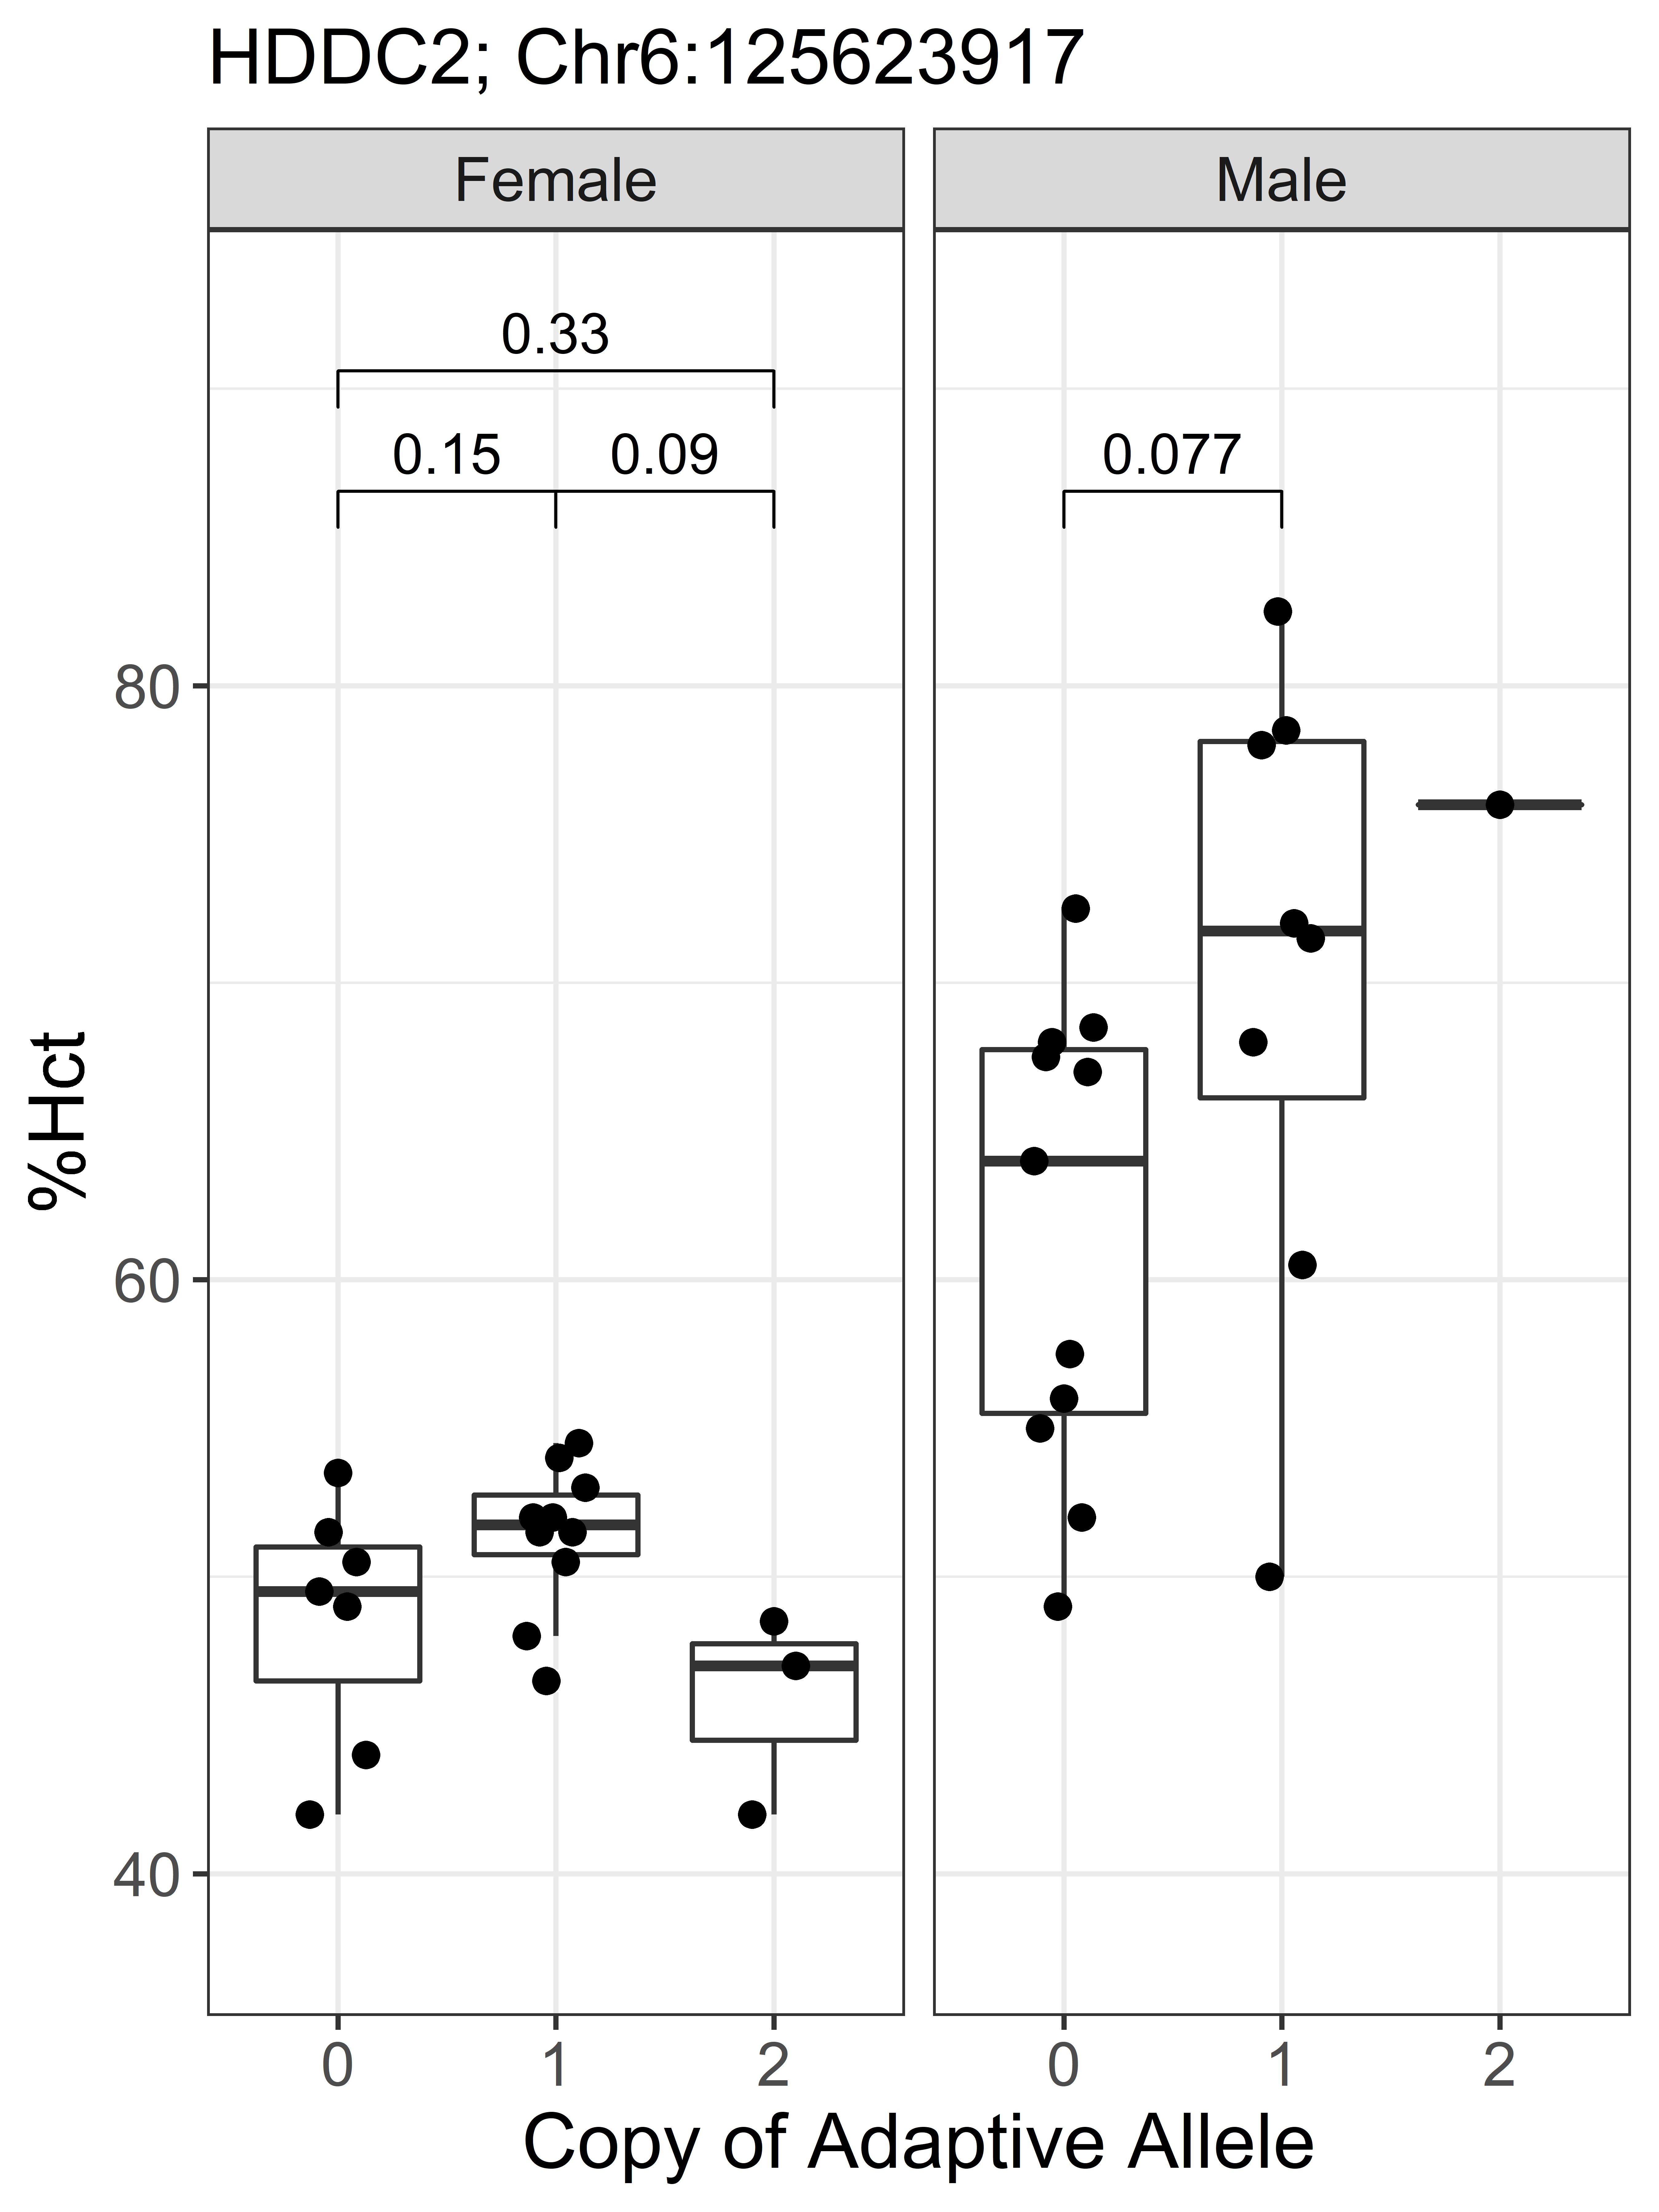 HDDC2; Chr6:125623917
Female
Male
0.33
0.15
0.09
0.077
80
60
40
%Hct
0
1
2
0
1
2
Copy of Adaptive Allele